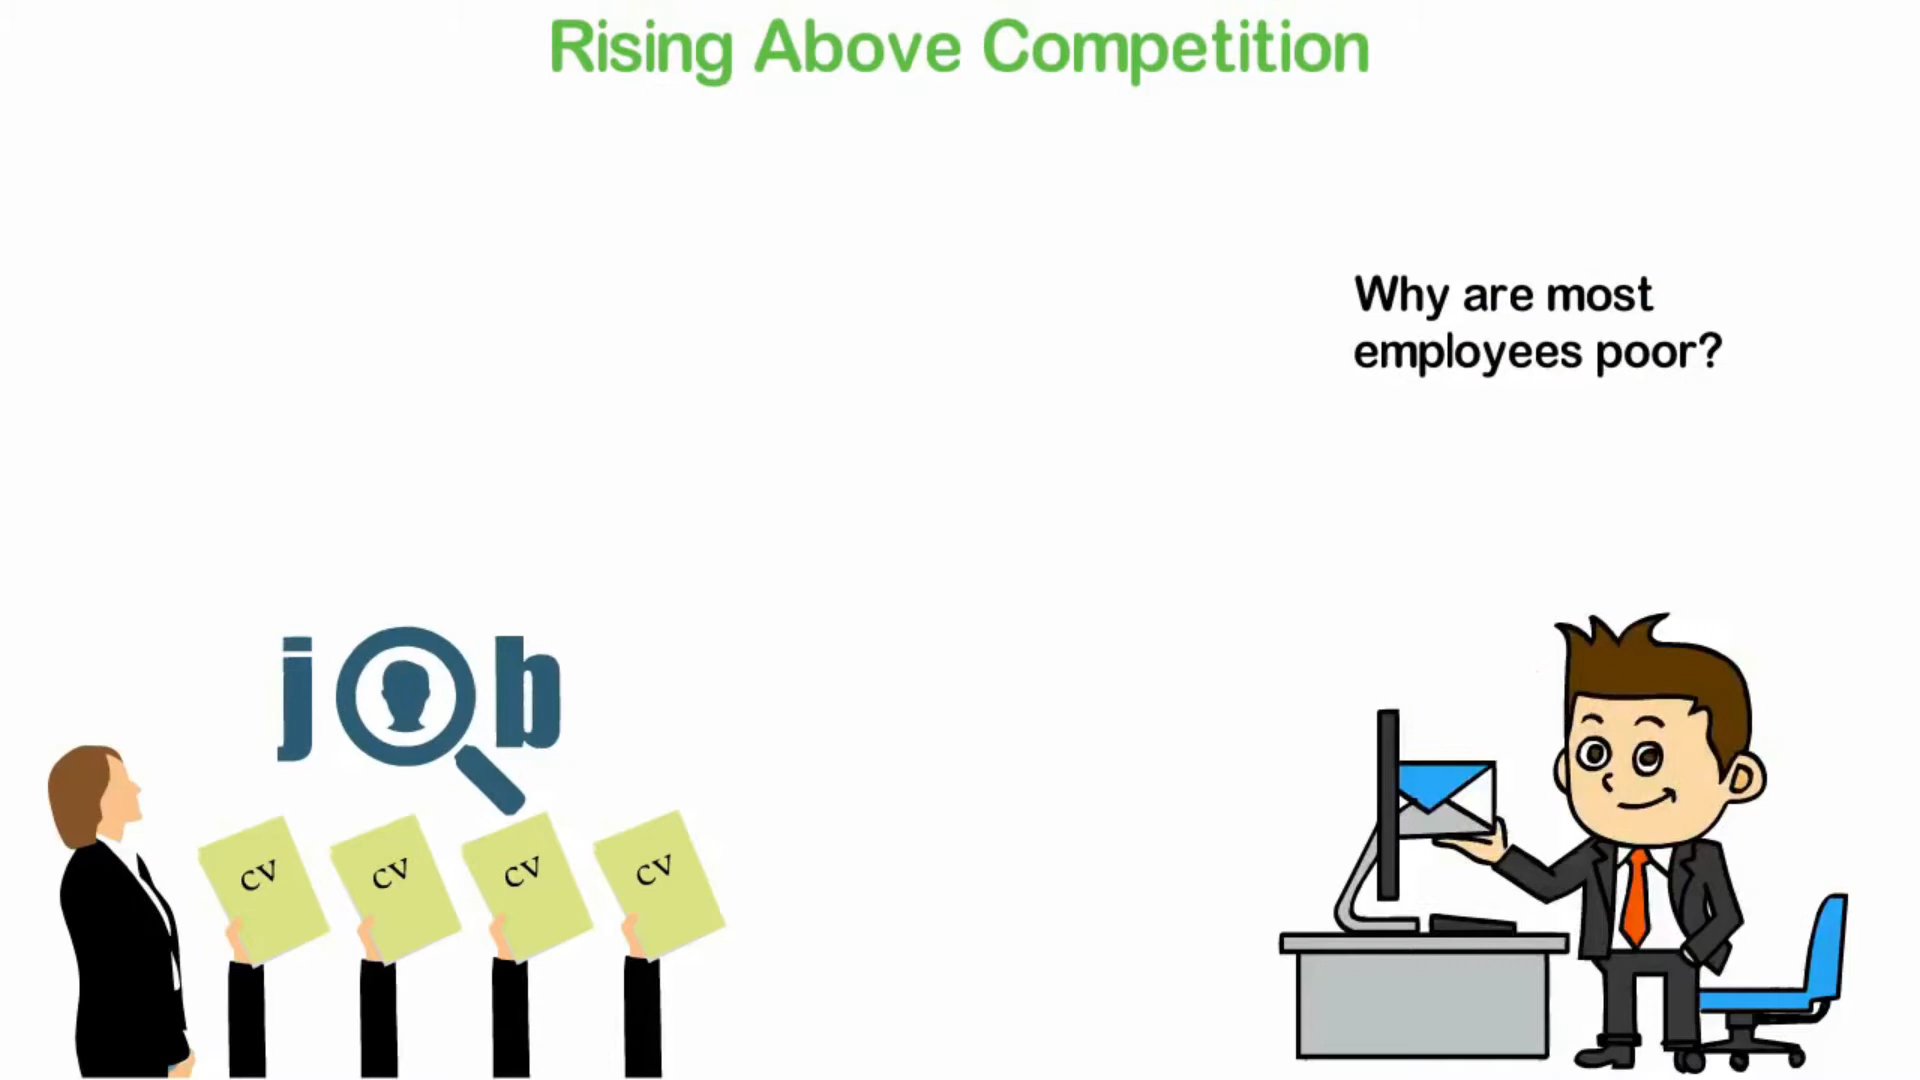 Rising Above Competition
Why are most
employees poor?
job
CV CV CV CV